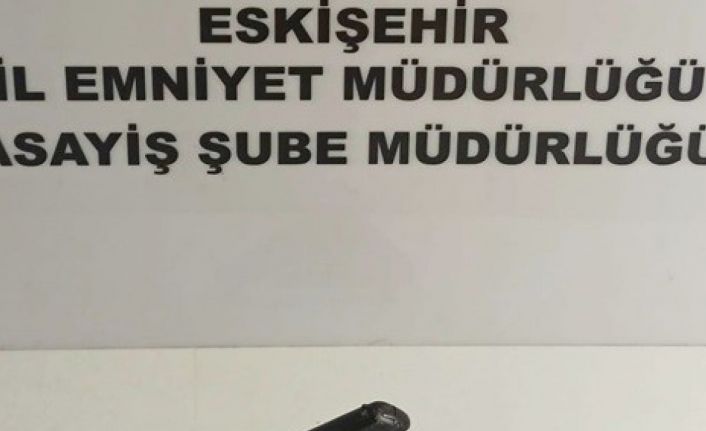 ESKİŞEHİR
İL EMNİYET MÜDÜRLÜĞÜ
ASAYİŞ ŞUBE MÜDÜRLÜĞÜ